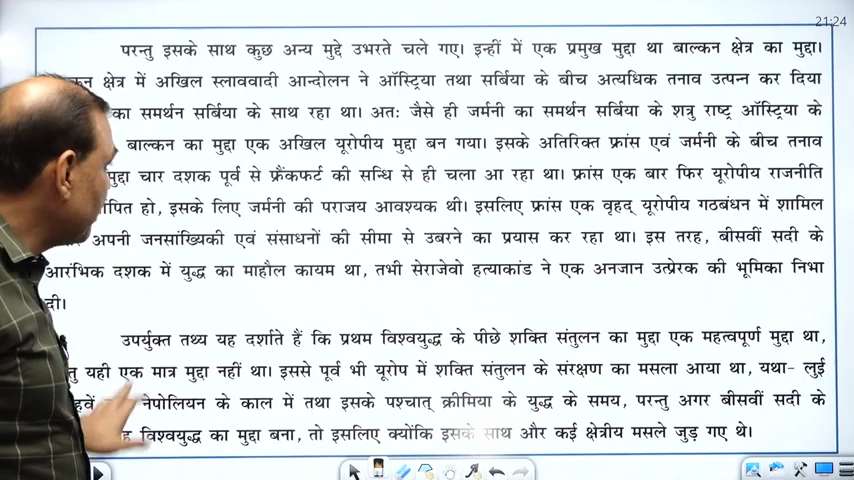 21:24
परन्तु इसके साथ कुछ अन्य मुद्दे उभरते चले गए। इन्हीं में एक प्रमुख मुद्दा था बाल्कन क्षेत्र का मुद्दा।
क्षेत्र में अखिल स्लाववादी आन्दोलन ने ऑस्ट्रिया तथा सर्बिया के बीच अत्यधिक तनाव उत्पन्न कर दिया
का समर्थन सर्बिया के साथ रहा था। अतः जैसे ही जर्मनी का समर्थन सर्बिया के शत्रु राष्ट्र ऑस्ट्रिया के
बाल्कन का मुद्दा एक अखिल यूरोपीय मुद्दा बन गया। इसके अतिरिक्त फ्रांस एवं जर्मनी के बीच तनाव
मुद्दा चार दशक पूर्व से फ्रैंकफर्ट की सन्धि से ही चला आ रहा था। फ्रांस एक बार फिर यूरोपीय राजनीति
हो, इसके लिए जर्मनी की पराजय आवश्यक थी। इसलिए फ्रांस एक वृहद् यूरोपीय गठबंधन में शामिल
अपनी जनसांख्यिकी एवं संसाधनों की सीमा से उबरने का प्रयास कर रहा था। इस तरह, बीसवीं सदी के
आरंभिक दशक में युद्ध का माहौल कायम था, तभी सेराजेवो हत्याकांड ने एक अनजान उत्प्रेरक की भूमिका निभा
दी।
उपर्युक्त तथ्य यह दर्शाते हैं कि प्रथम विश्वयुद्ध के पीछे शक्ति संतुलन का मुद्दा एक महत्वपूर्ण मुद्दा था,
यही एक मात्र मुद्दा नहीं था। इससे पूर्व भी यूरोप में शक्ति संतुलन के संरक्षण का मसला आया था, यथा- लुई
नेपोलियन के काल में तथा इसके पश्चात् क्रीमिया के युद्ध के समय, परन्तु अगर बीसवीं सदी के
विश्वयुद्ध का मुद्दा बना, तो इसलिए क्योंकि इसके साथ और कई क्षेत्रीय मसले जुड़ गए थे।